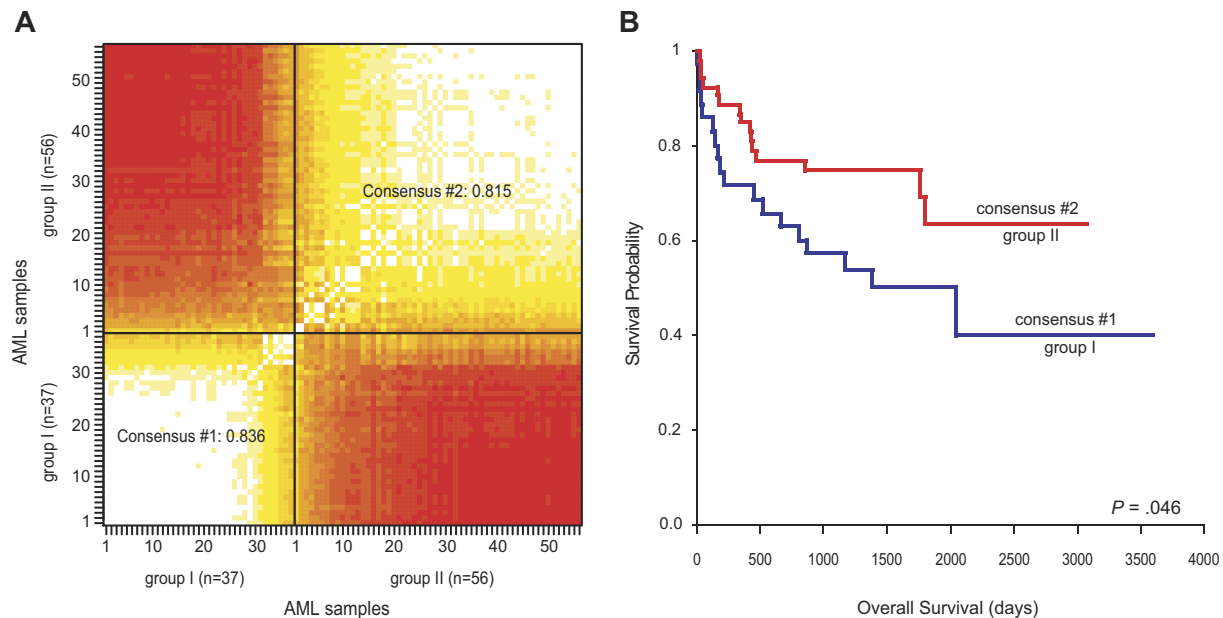 A
AML samples
group II (n=56)
group I (n=37)
50
40
30
20
10
1
30
20
10
1
Consensus #2: 0.815
Consensus #1: 0.836
1 10 20 30 1 10 20 30 40 50
group I (n=37) group II (n=56)
AML samples
B
Survival Probability
1
0.8
0.6
0.4
0.2
0.0
consensus #2
group II
consensus #1
group I
P = .046
0 500 1000 1500 2000 2500 3000 3500 4000
Overall Survival (days)